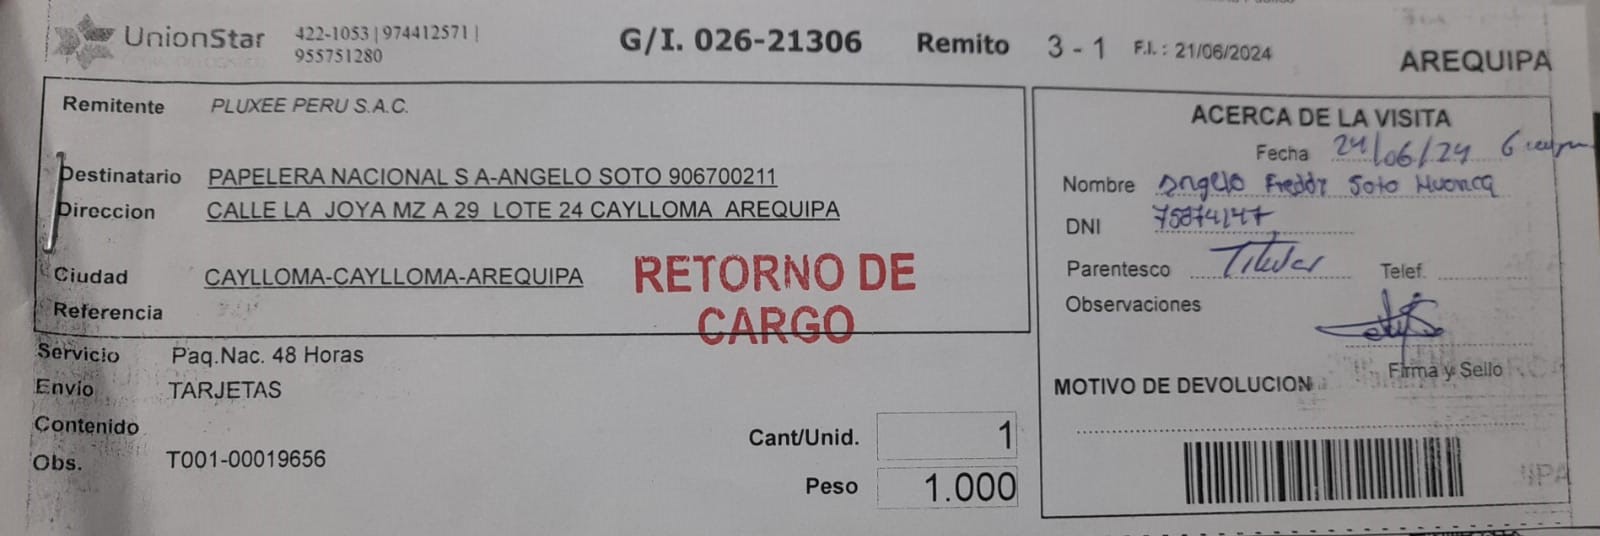 UnionStar
422-1053 | 974412571 |
955751280
G/I. 026-21306 Remito 3 - 1 F.I. : 21/06/2024
AREQUIPA
Remitente PLUXEE PERU S.A.C.
Destinatario PAPELERA NACIONAL S A-ANGELO SOTO 906700211
Direccion CALLE LA JOYA MZ A 29 LOTE 24 CAYLLOMA AREQUIPA
Ciudad CAYLLOMA-CAYLLOMA-AREQUIPA
Referencia
RETORNO DE
CARGO
Servicio Paq.Nac. 48 Horas
Envio TARJETAS
Contenido
Obs. T001-00019656
Cant/Unid. 1
Peso 1.000
ACERCA DE LA VISITA
Fecha 24/06/24
Nombre Angelo Freddy Soto Huanca
DNI 75874147
Parentesco Titular Telef.
Observaciones
Firma y Sello
MOTIVO DE DEVOLUCION